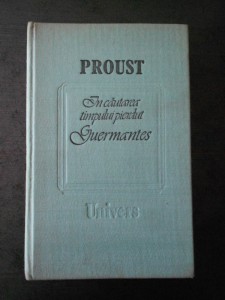 PROUST
În căutarea
timpului pierdut
Guermantes
Univers